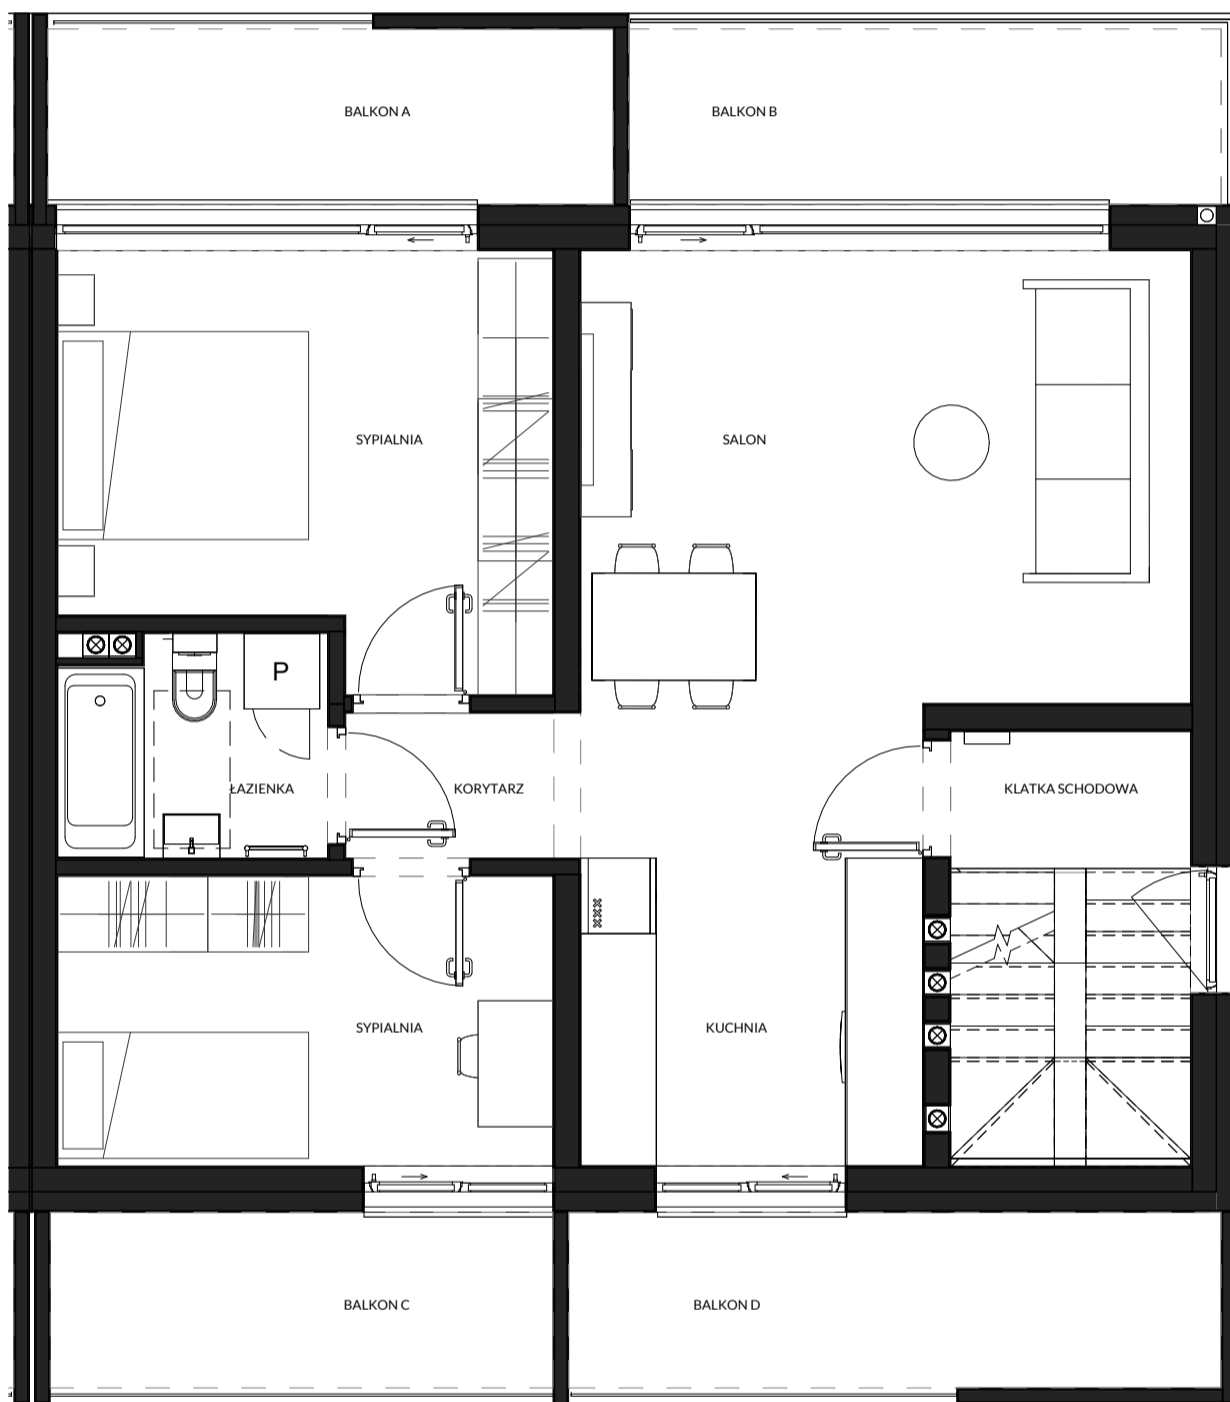 BALKON A
BALKON B
SYPIALNIA
SALON
P
ŁAZIENKA
KORYTARZ
KLATKA SCHODOWA
SYPIALNIA
KUCHNIA
BALKON C
BALKON D